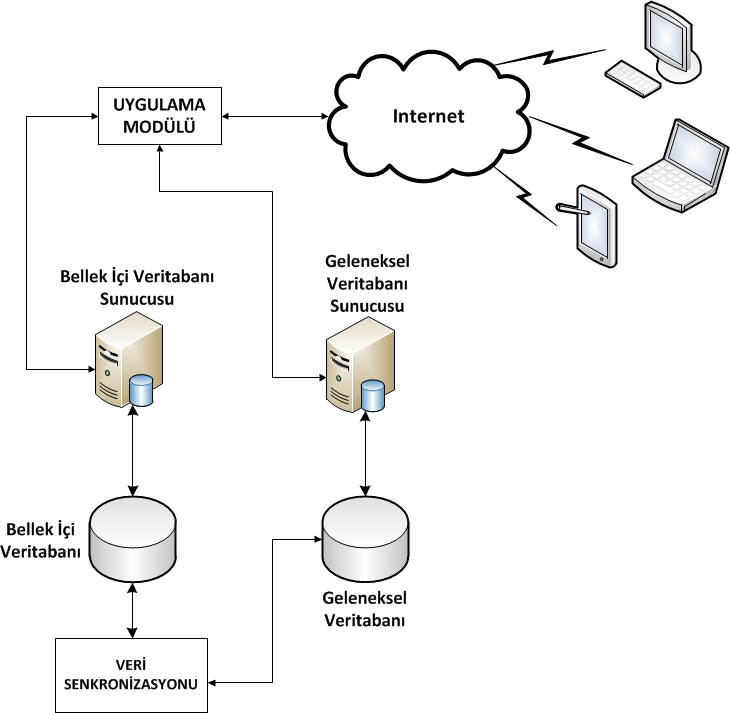 UYGULAMA
MODÜLÜ
Internet
Bellek İçi Veritabanı
Sunucusu
Geleneksel
Veritabanı
Sunucusu
Bellek İçi
Veritabanı
Geleneksel
Veritabanı
VERİ
SENKRONİZASYONU